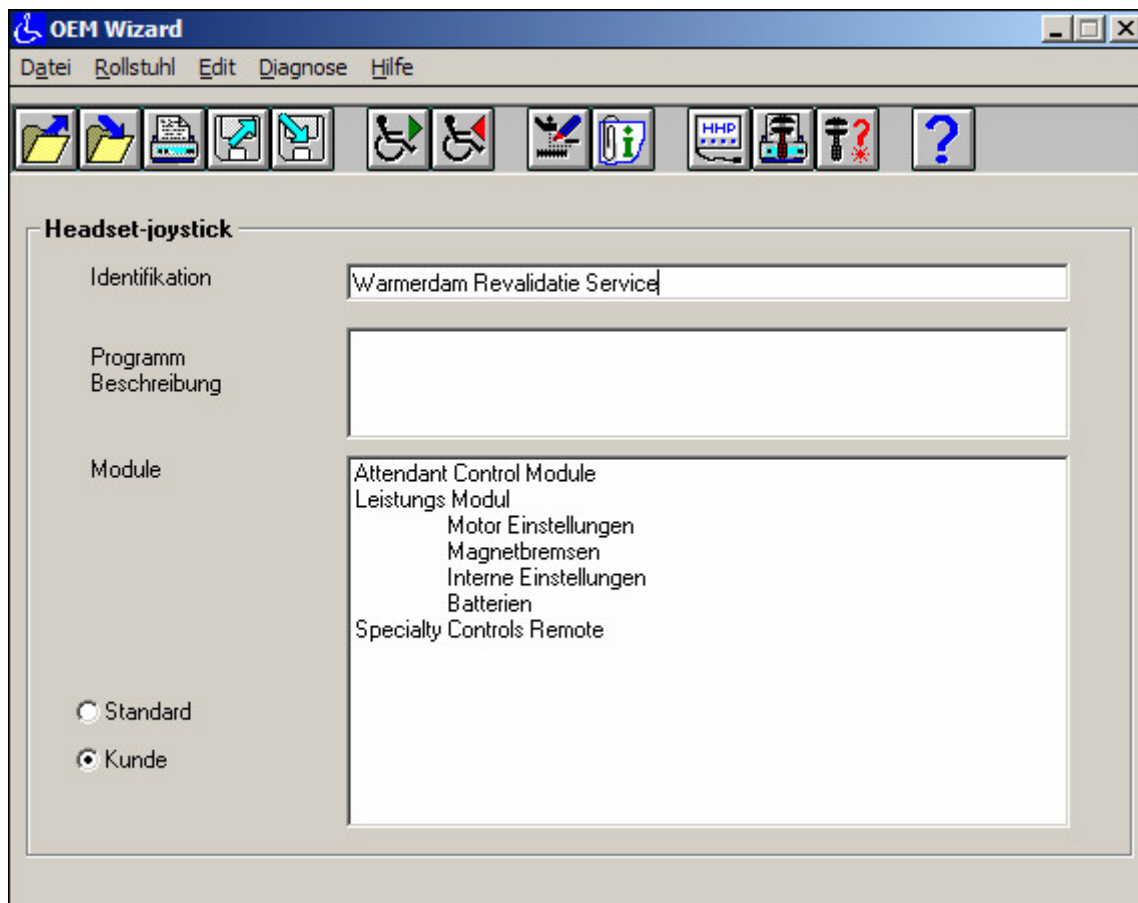 OEM Wizard
Datei Rollstuhl Edit Diagnose Hilfe
HHP
Headset-joystick
Identifikation
Warmerdam Revalidatie Service
Programm
Beschreibung
Module
Attendant Control Module
Leistungs Modul
Motor Einstellungen
Magnetbremsen
Interne Einstellungen
Batterien
Specialty Controls Remote
Standard
Kunde